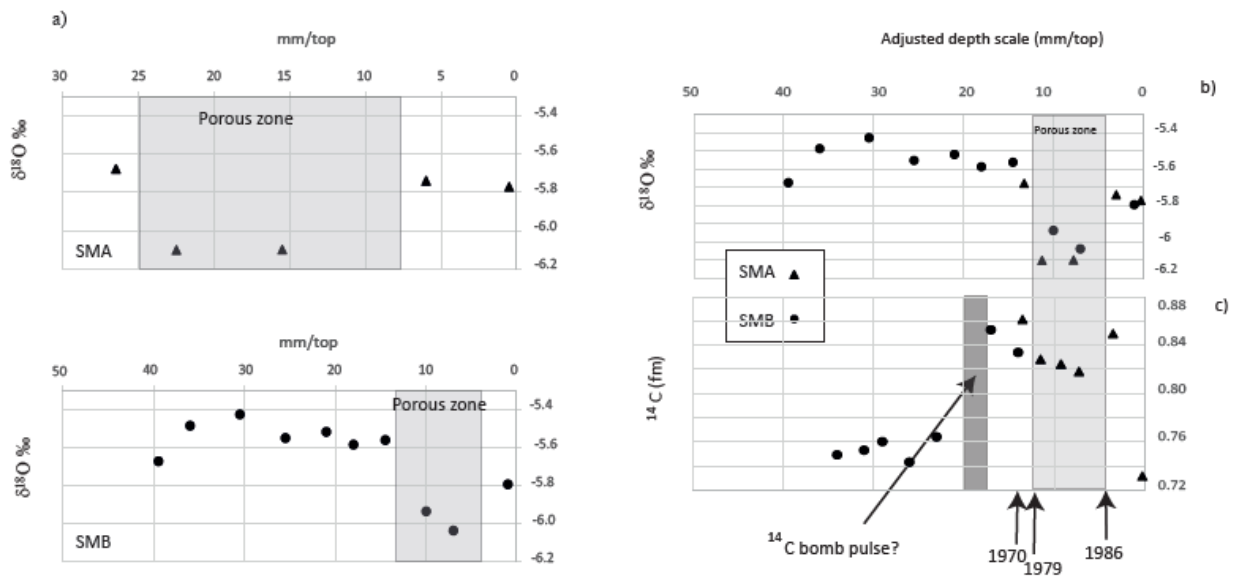 a)
mm/top
30 25 20 15 10 5 0
Porous zone
-5.4
-5.6
-5.8
-6.0
-6.2
δ18O ‰
SMA
mm/top
50 40 30 20 10 0
Porous zone
-5.4
-5.6
-5.8
-6.0
-6.2
δ18O ‰
SMB
Adjusted depth scale (mm/top)
50 40 30 20 10 0
b)
Porous zone
-5.4
-5.6
-5.8
-6
-6.2
δ18O ‰
SMA
SMB
c)
0.88
0.84
0.80
0.76
0.72
14C (fm)
14C bomb pulse?
1970
1979
1986